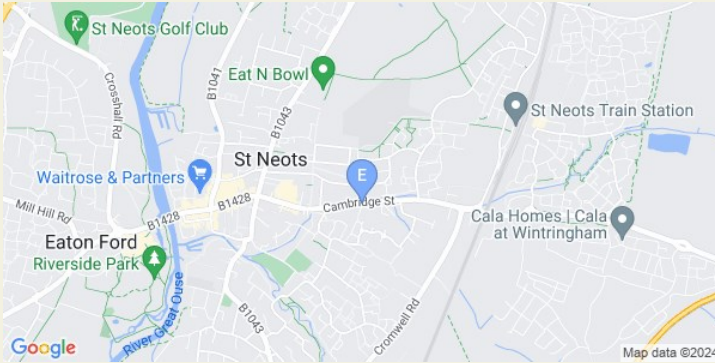 St Neots Golf Club
Crosshall Rd
B1041
Eat N Bowl
B1043
St Neots Train Station
St Neots
Waitrose & Partners
E
Mill Hill Rd
B1428
B1428
Cambridge St
Cala Homes | Cala
at Wintringham
Eaton Ford
Riverside Park
River Great Ouse
B1043
Cromwell Rd
Google
Map data ©2024